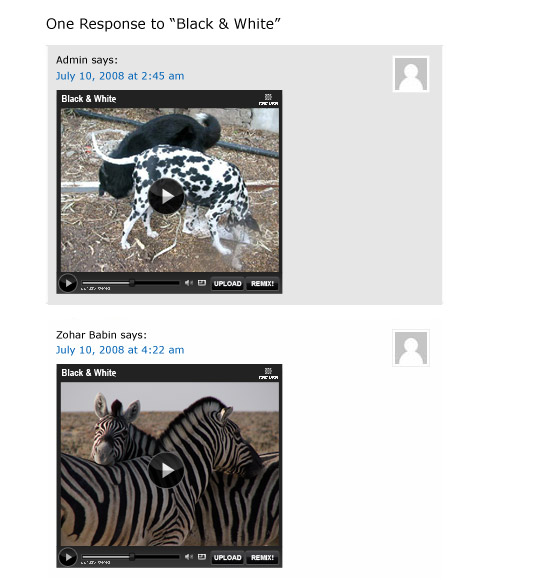 One Response to “Black & White”
Admin says:
July 10, 2008 at 2:45 am
Black & White
UPLOAD REMIX!
Zohar Babin says:
July 10, 2008 at 4:22 am
Black & White
UPLOAD REMIX!